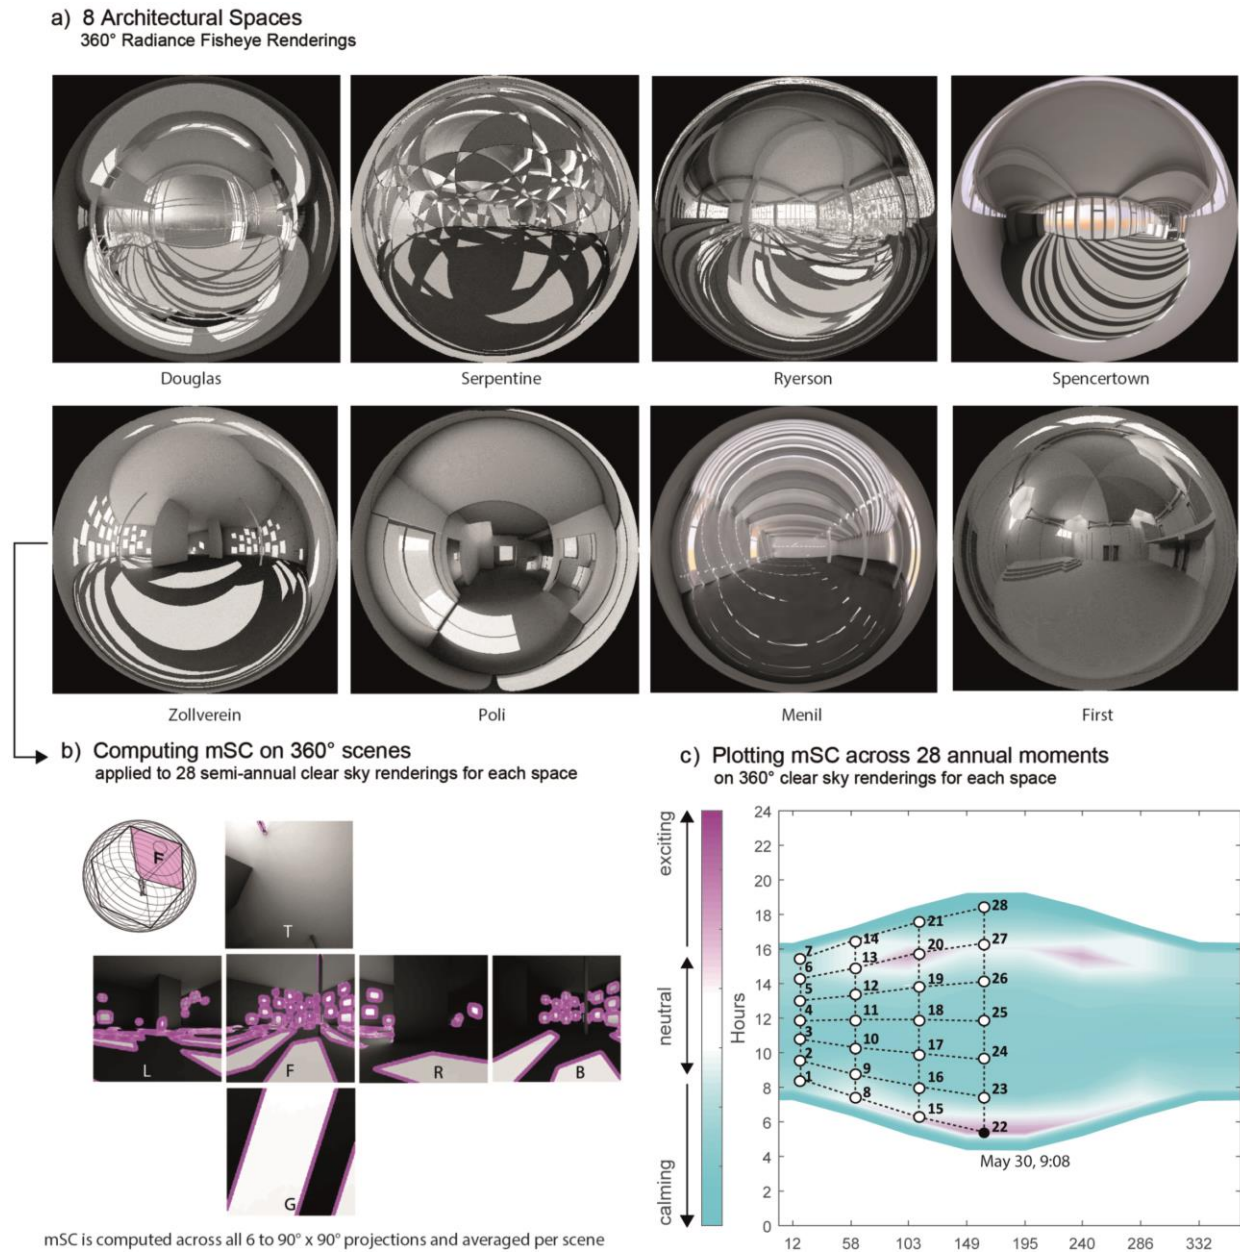 a) 8 Architectural Spaces
360° Radiance Fisheye Renderings
Douglas
Serpentine
Ryerson
Spencertown
Zollverein
Poli
Menil
First
b) Computing mSC on 360° scenes
applied to 28 semi-annual clear sky renderings for each space
F
T
L
F
R
B
G
mSC is computed across all 6 to 90° x 90° projections and averaged per scene
c) Plotting mSC across 28 annual moments
on 360° clear sky renderings for each space
exciting
neutral
calming
Hours
24
22
20
18
16
14
12
10
8
6
4
2
0
7
6
5
4
3
2
1
14
13
12
11
10
9
8
21
20
19
18
17
16
15
28
27
26
25
24
23
22
May 30, 9:08
12 58 103 149 195 240 286 332